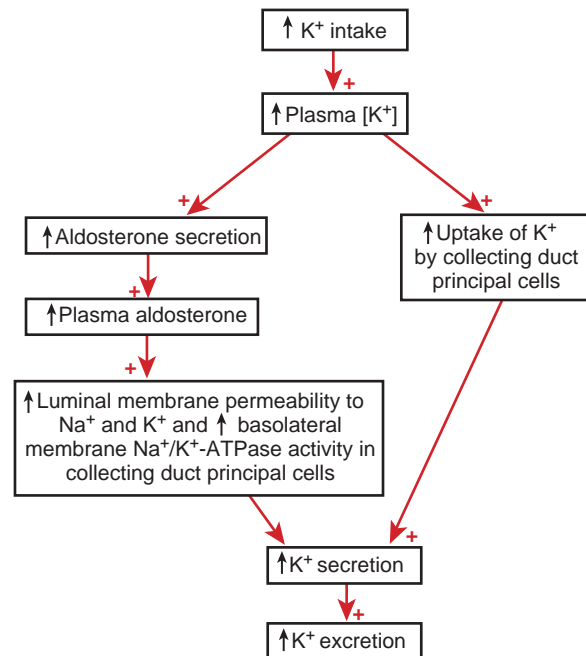 ↑ K⁺ intake
+
↑ Plasma [K⁺]
+
+
↑ Aldosterone secretion
↑ Uptake of K⁺
by collecting duct
principal cells
+
↑ Plasma aldosterone
+
↑ Luminal membrane permeability to
Na⁺ and K⁺ and ↑ basolateral
membrane Na⁺/K⁺-ATPase activity in
collecting duct principal cells
+
↑ K⁺ secretion
+
↑ K⁺ excretion